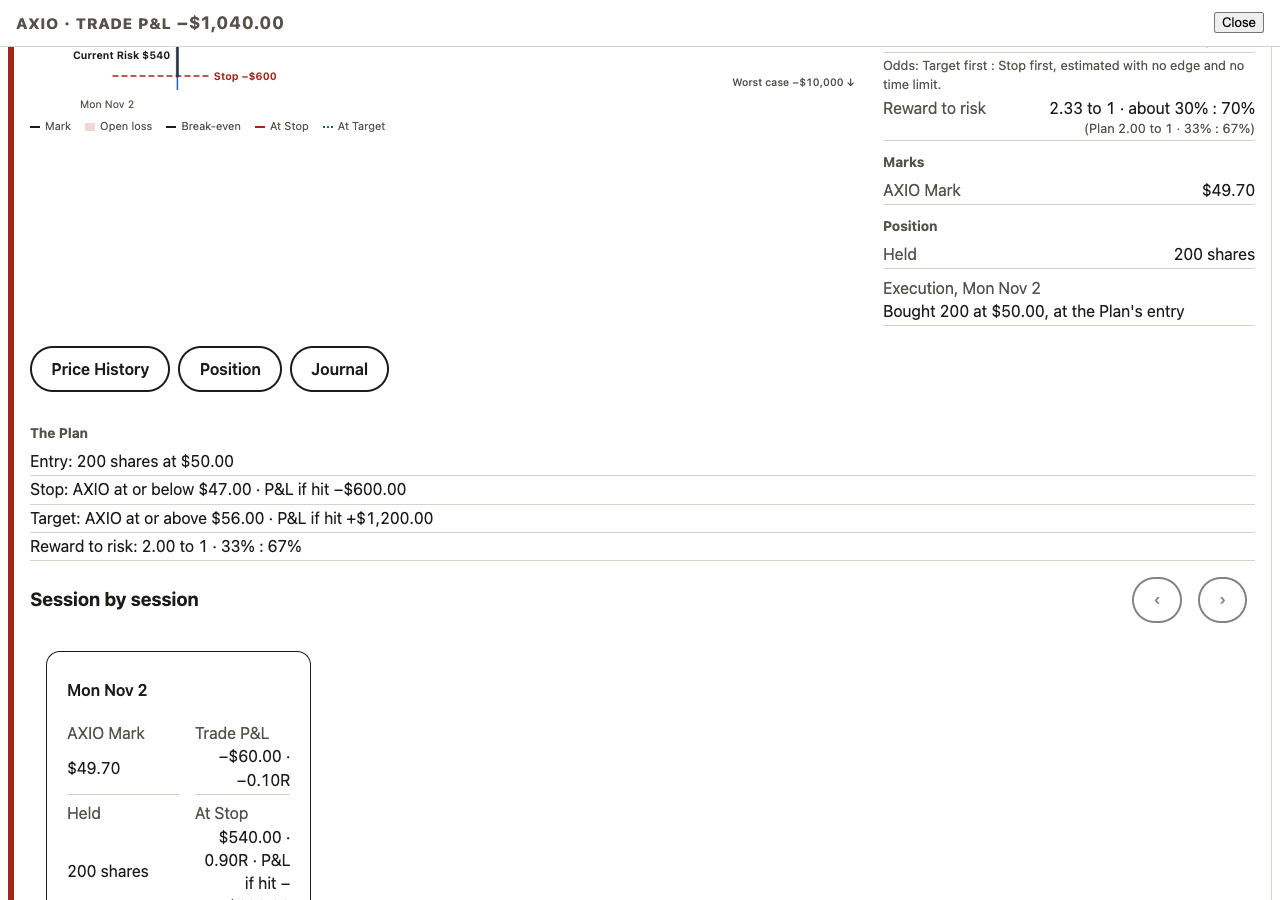 AXIO · TRADE P&L −$1,040.00
Close
Current Risk $540
Stop −$600
Worst case −$10,000 ↓
Mon Nov 2
Mark
Open loss
Break-even
At Stop
At Target
Odds: Target first : Stop first, estimated with no edge and no
time limit.
Reward to risk
2.33 to 1 · about 30% : 70%
(Plan 2.00 to 1 · 33% : 67%)
Marks
AXIO Mark
$49.70
Position
Held
200 shares
Execution, Mon Nov 2
Bought 200 at $50.00, at the Plan's entry
Price History
Position
Journal
The Plan
Entry: 200 shares at $50.00
Stop: AXIO at or below $47.00 · P&L if hit −$600.00
Target: AXIO at or above $56.00 · P&L if hit +$1,200.00
Reward to risk: 2.00 to 1 · 33% : 67%
Session by session
‹
›
Mon Nov 2
AXIO Mark
$49.70
Trade P&L
−$60.00 ·
−0.10R
Held
200 shares
At Stop
$540.00 ·
0.90R · P&L
if hit −